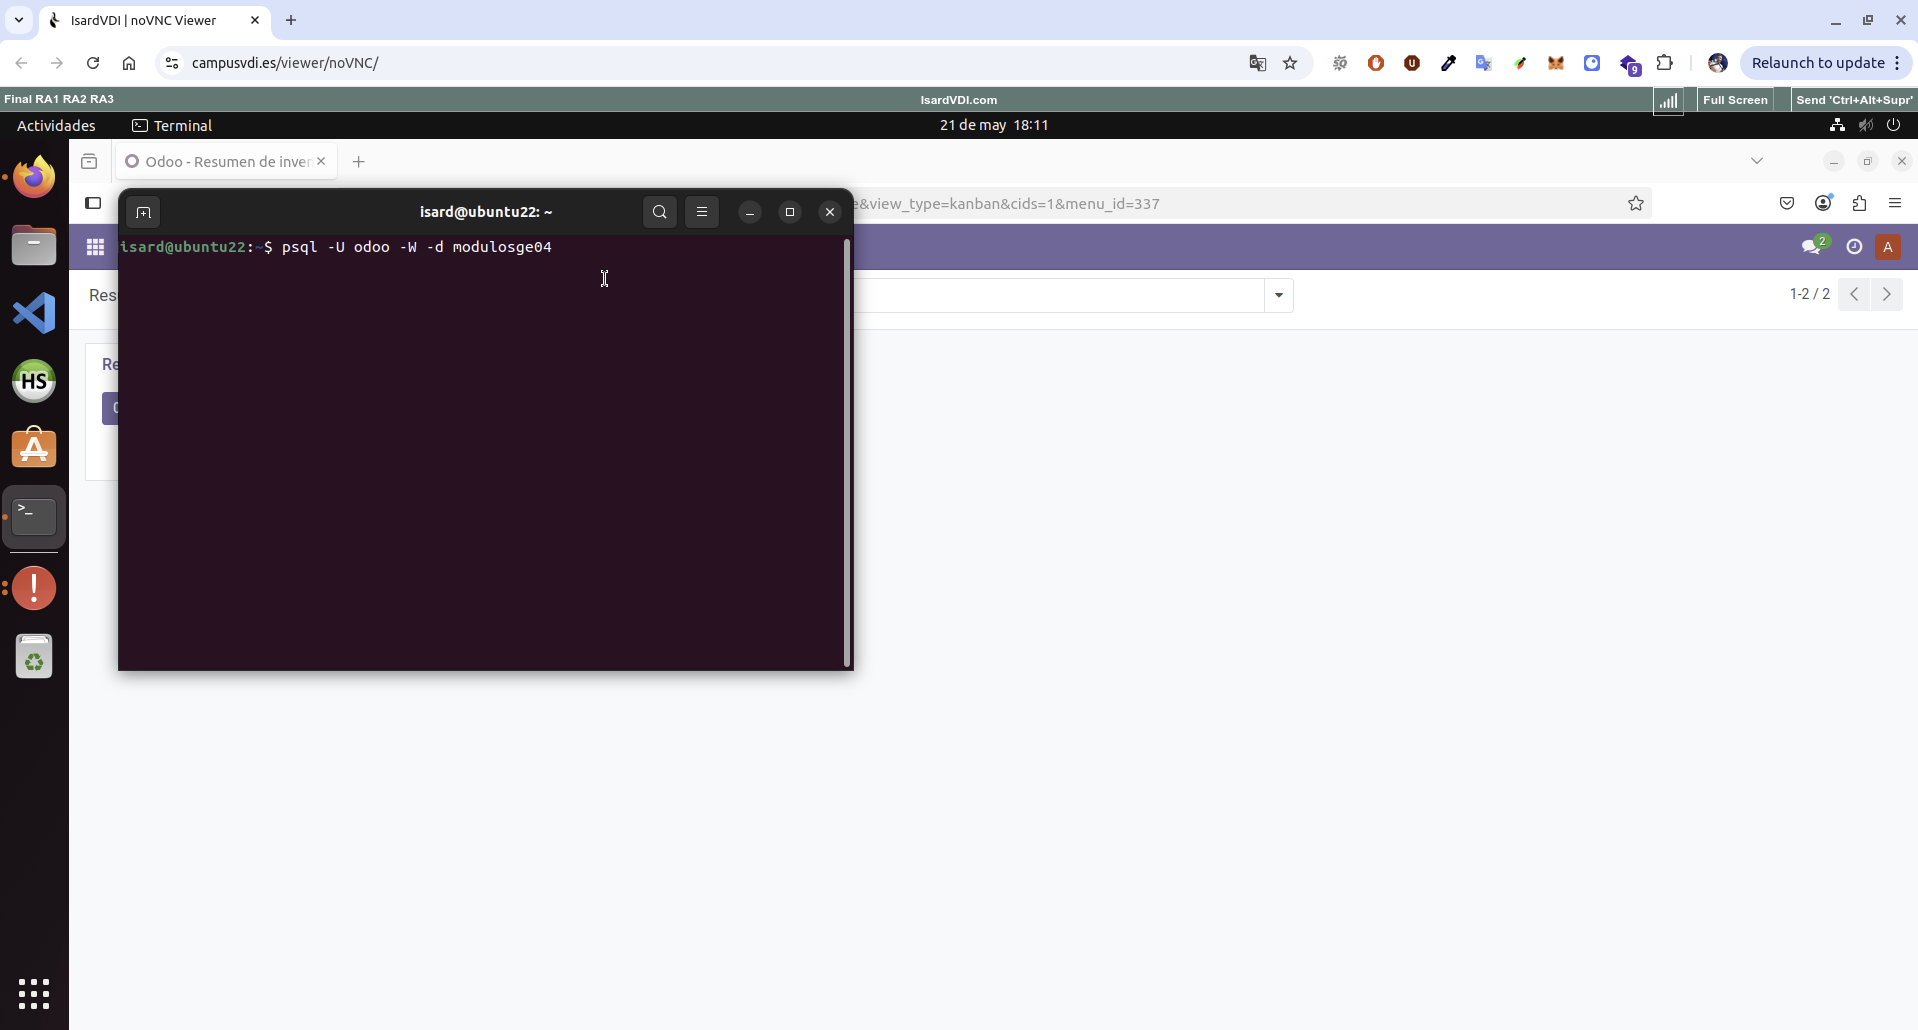 IsardVDI | noVNC Viewer
campusvdi.es/viewer/noVNC/
9
Relaunch to update
Final RA1 RA2 RA3
IsardVDI.com
Full Screen
Send 'Ctrl+Alt+Supr'
Actividades
Terminal
21 de may 18:11
Odoo - Resumen de inver
isard@ubuntu22: ~
e&view_type=kanban&cids=1&menu_id=337
isard@ubuntu22:~$ psql -U odoo -W -d modulosge04
2
A
Res
1-2 / 2
Re
HS
>_